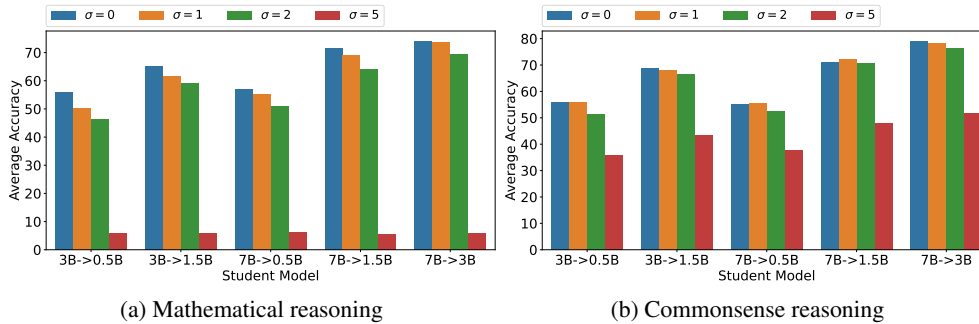 σ = 0 σ = 1 σ = 2 σ = 5
70
60
50
40
30
20
10
0
Average Accuracy
3B->0.5B 3B->1.5B 7B->0.5B 7B->1.5B 7B->3B
Student Model
(a) Mathematical reasoning
σ = 0 σ = 1 σ = 2 σ = 5
80
70
60
50
40
30
20
10
0
Average Accuracy
3B->0.5B 3B->1.5B 7B->0.5B 7B->1.5B 7B->3B
Student Model
(b) Commonsense reasoning